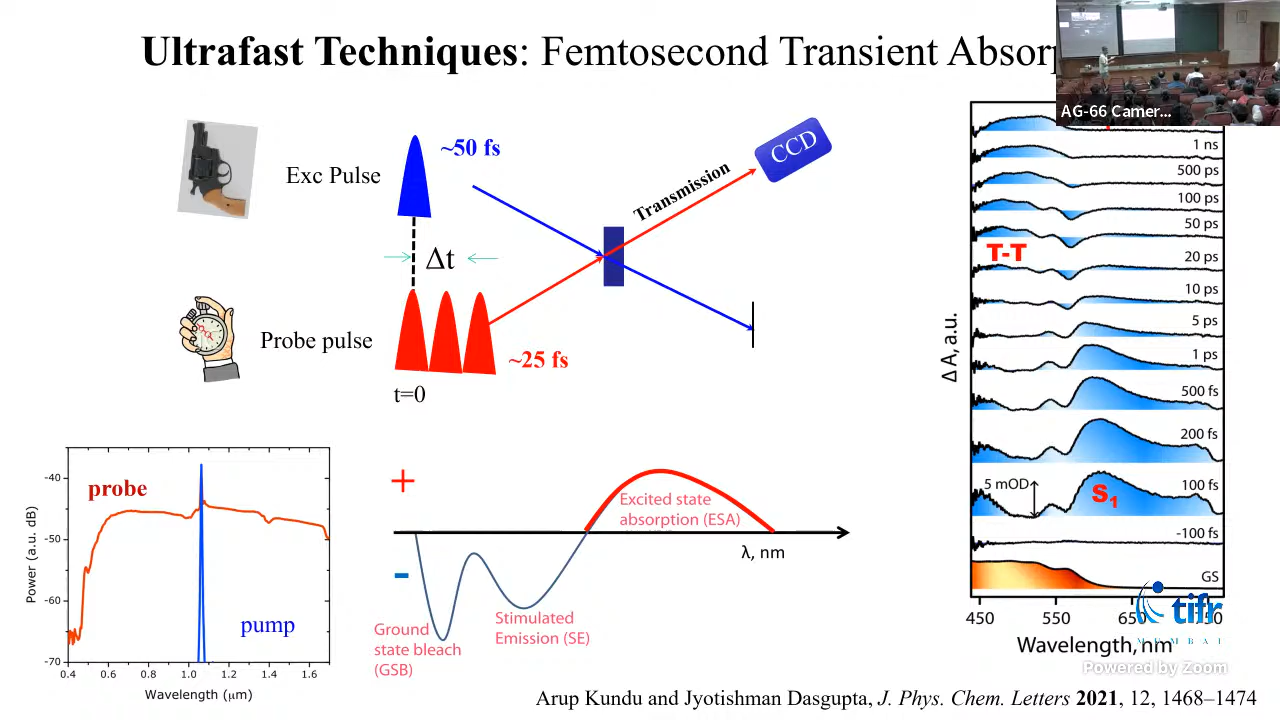 Ultrafast Techniques: Femtosecond Transient Absorp
AG-66 Camer...
Exc Pulse
~50 fs
Δt
Probe pulse
~25 fs
t=0
Transmission
CCD
1 ns
500 ps
100 ps
50 ps
T-T
20 ps
10 ps
5 ps
1 ps
500 fs
200 fs
5 mOD
S1
100 fs
-100 fs
GS
Δ A, a.u.
450 550
Wavelength, nm
tifr
MUMBAI
Powered by Zoom
probe
pump
Power (a.u. dB)
-40
-50
-60
-70
0.4 0.6 0.8 1.0 1.2 1.4 1.6
Wavelength (μm)
+
-
Excited state
absorption (ESA)
λ, nm
Ground
state bleach
(GSB)
Stimulated
Emission (SE)
Arup Kundu and Jyotishman Dasgupta, J. Phys. Chem. Letters 2021, 12, 1468–1474